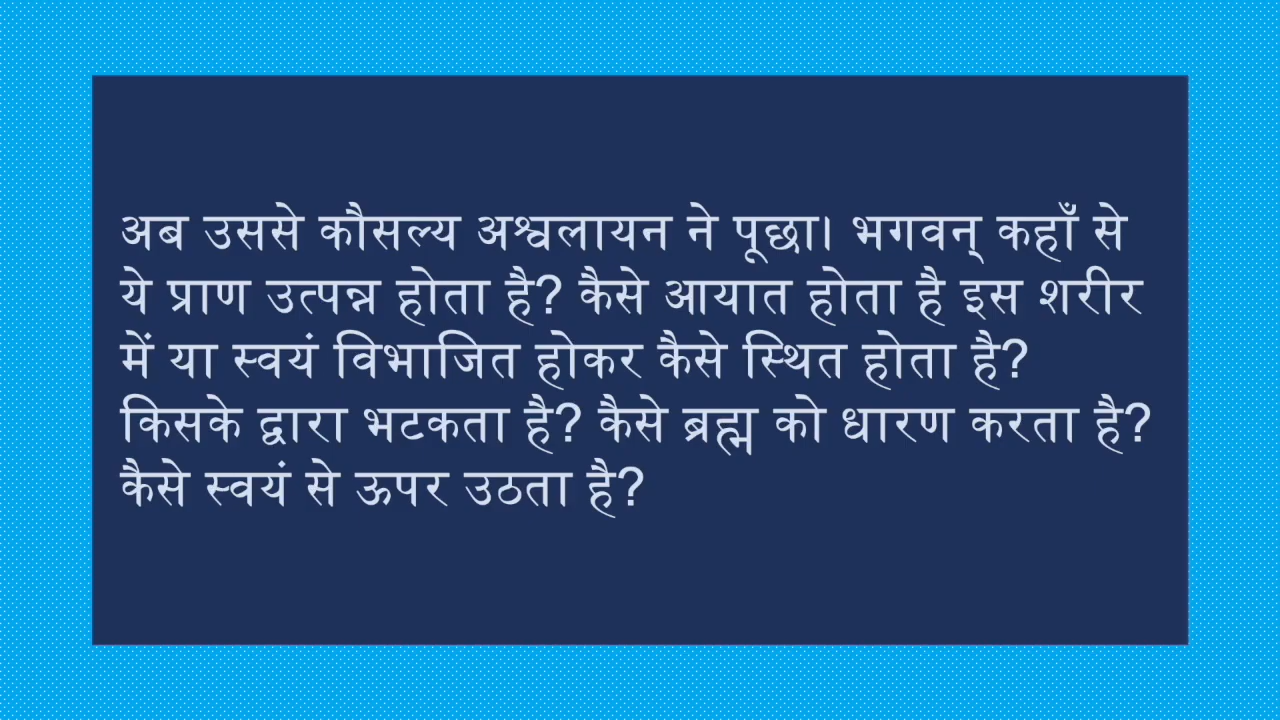 अब उससे कौसल्य अश्वलायन ने पूछा। भगवन् कहाँ से
ये प्राण उत्पन्न होता है? कैसे आयात होता है इस शरीर
में या स्वयं विभाजित होकर कैसे स्थित होता है?
किसके द्वारा भटकता है? कैसे ब्रह्म को धारण करता है?
कैसे स्वयं से ऊपर उठता है?